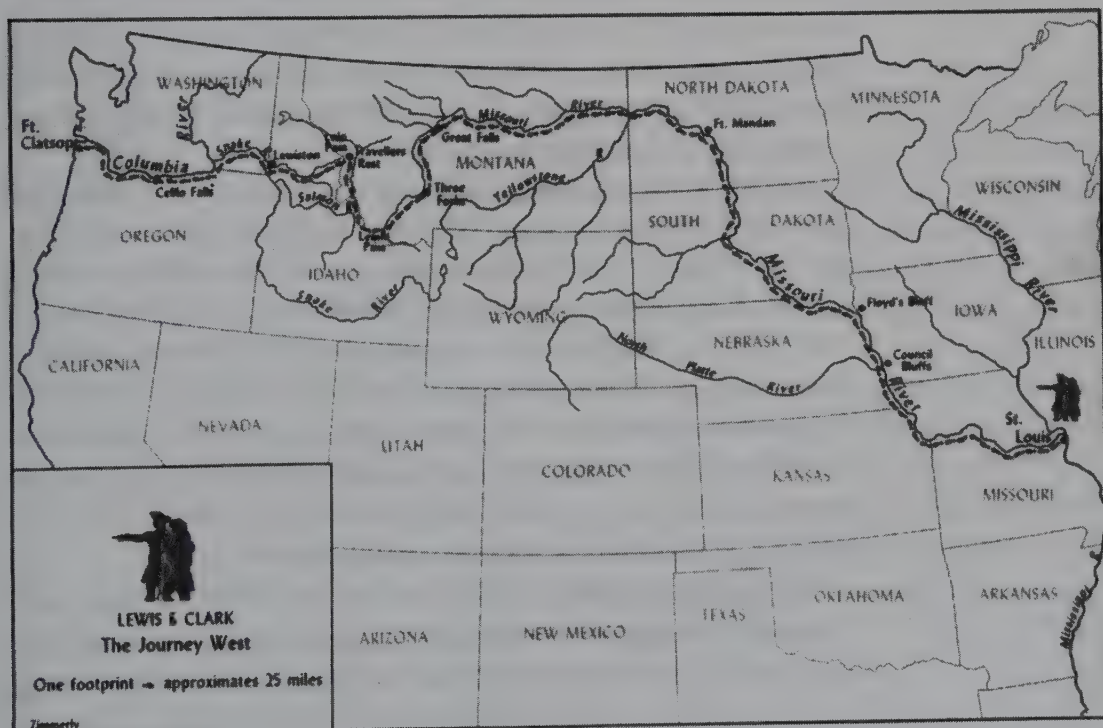 WASHINGTON
NORTH DAKOTA
MINNESOTA
Ft.
Clatsop
River
Columbia
Celilo Falls
Snake
Lewiston
Travellers
Rest
Pass
Salmon
Pass
Missouri
River
Great Falls
MONTANA
Three
Forks
Yellowstone
Ft. Mandan
WISCONSIN
Mississippi
River
OREGON
IDAHO
Snake
River
WYOMING
SOUTH
DAKOTA
Missouri
River
Floyd's Bluff
IOWA
ILLINOIS
NEBRASKA
Council
Bluffs
North
Platte
River
CALIFORNIA
NEVADA
UTAH
COLORADO
KANSAS
St.
Louis
MISSOURI
ARIZONA
NEW MEXICO
TEXAS
OKLAHOMA
ARKANSAS
Mississippi
LEWIS & CLARK
The Journey West
One footprint → approximates 25 miles
Zimmerly